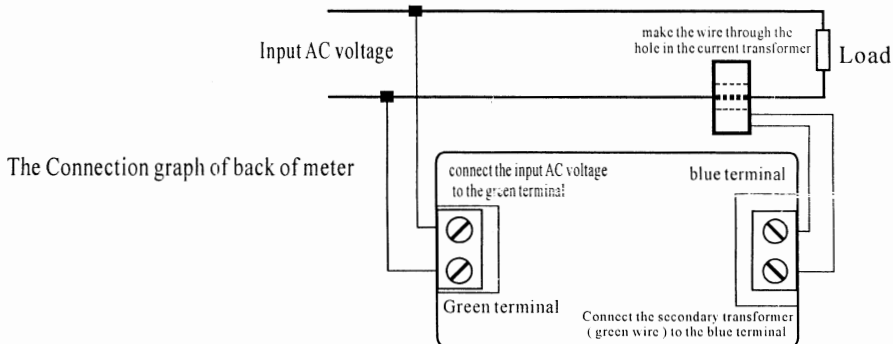 make the wire through the
hole in the current transformer
Input AC voltage
Load
The Connection graph of back of meter
connect the input AC voltage
to the green terminal
blue terminal
Green terminal
Connect the secondary transformer
( green wire ) to the blue terminal